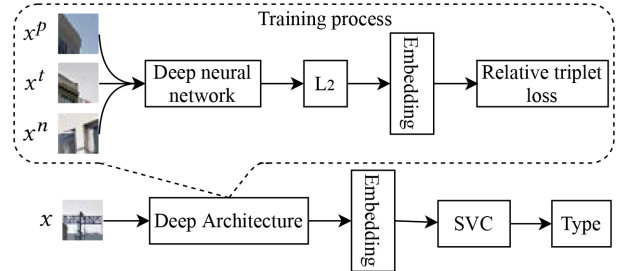 Training process
x^p
x^t
x^n
Deep neural
network
L2
Embedding
Relative triplet
loss
x
Deep Architecture
Embedding
SVC
Type